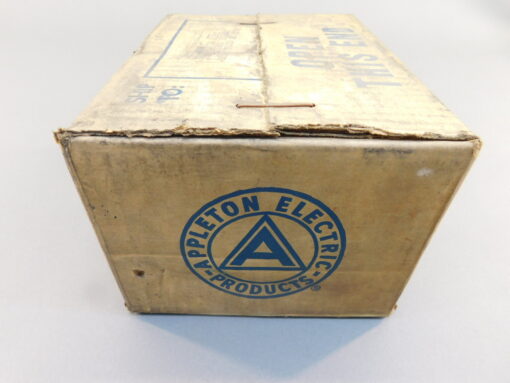 OPEN
THIS END
SHIP
TO:
APPLETON ELECTRIC
A
-PRODUCTS-®